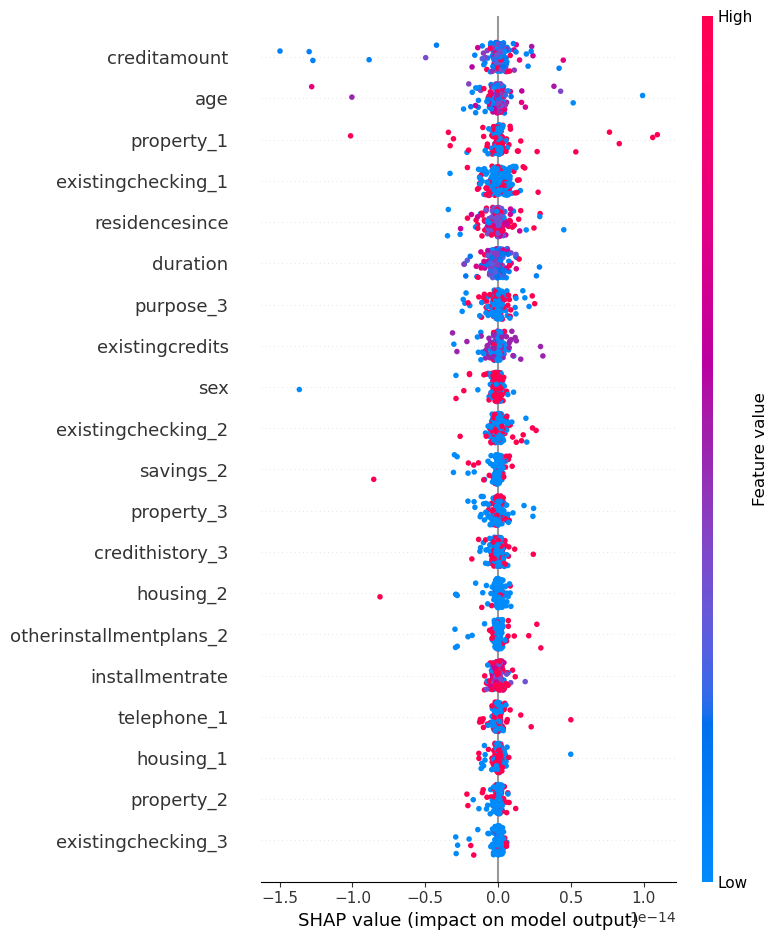 High
creditamount
age
property_1
existingchecking_1
residencesince
duration
purpose_3
existingcredits
sex
existingchecking_2
savings_2
property_3
credithistory_3
housing_2
otherinstallmentplans_2
installmentrate
telephone_1
housing_1
property_2
existingchecking_3
Feature value
Low
−1.5 −1.0 −0.5 0.0 0.5 1.0
SHAP value (impact on model output) 1e−14